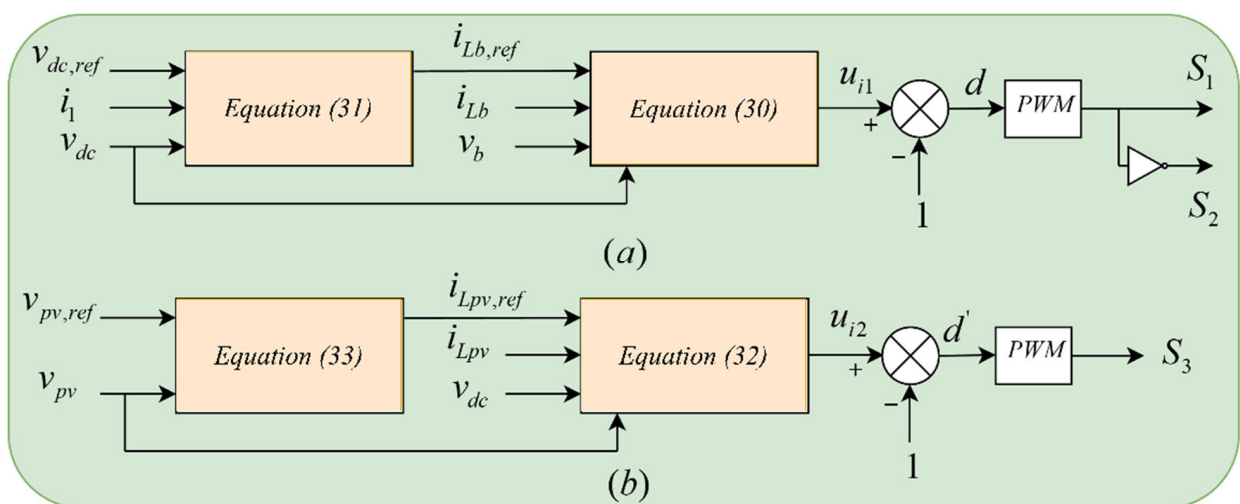 v_{dc,ref}
i_1
v_{dc}
Equation (31)
i_{Lb,ref}
i_{Lb}
v_b
Equation (30)
u_{i1}
+
−
1
d
PWM
S_1
S_2
(a)
v_{pv,ref}
v_{pv}
Equation (33)
i_{Lpv,ref}
i_{Lpv}
v_{dc}
Equation (32)
u_{i2}
+
−
1
d'
PWM
S_3
(b)